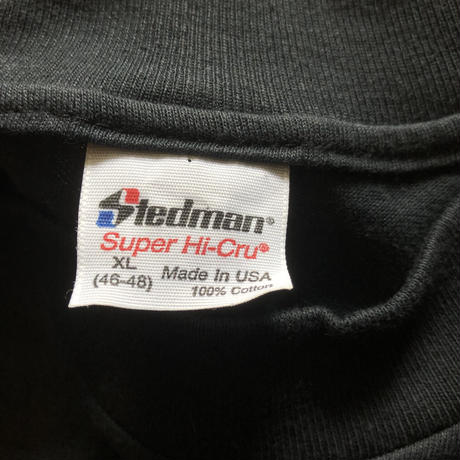 Stedman®
Super Hi-Cru®
XL Made In USA
(46-48) 100% Cotton